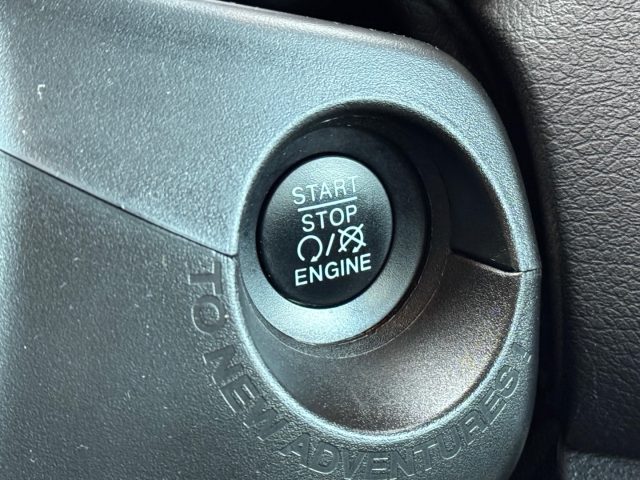 START
STOP
/
ENGINE
TO NEW ADVENTURES!